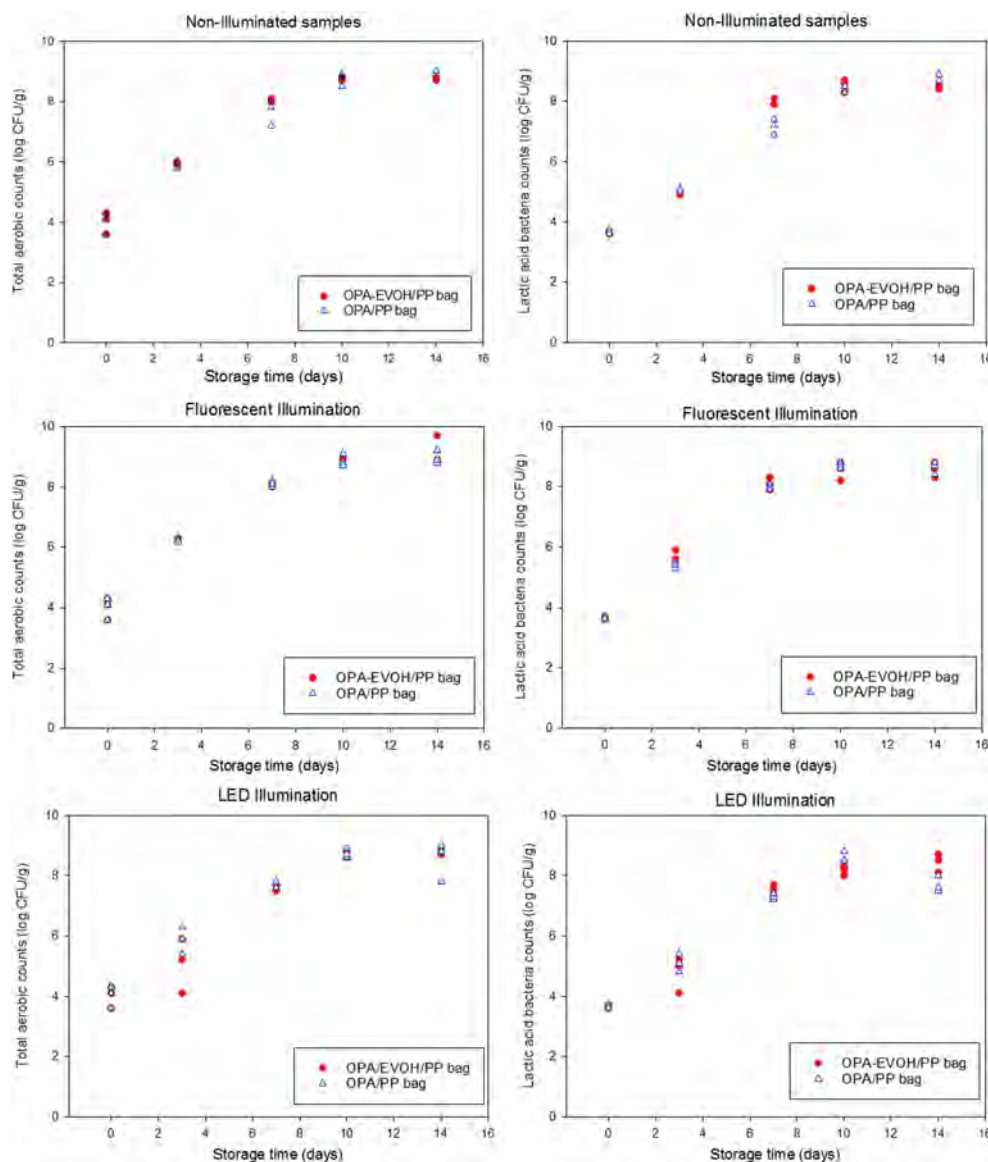 Non-Illuminated samples
Total aerobic counts (log CFU/g)
10
8
6
4
2
0
OPA-EVOH/PP bag
OPA/PP bag
0 2 4 6 8 10 12 14 16
Storage time (days)
Non-Illuminated samples
Lactic acid bacteria counts (log CFU/g)
10
8
6
4
2
0
OPA-EVOH/PP bag
OPA/PP bag
0 2 4 6 8 10 12 14 16
Storage time (days)
Fluorescent Illumination
Total aerobic counts (log CFU/g)
10
8
6
4
2
0
OPA-EVOH/PP bag
OPA/PP bag
0 2 4 6 8 10 12 14 16
Storage time (days)
Fluorescent Illumination
Lactic acid bacteria counts (log CFU/g)
10
8
6
4
2
0
OPA-EVOH/PP bag
OPA/PP bag
0 2 4 6 8 10 12 14 16
Storage time (days)
LED Illumination
Total aerobic counts (log CFU/g)
10
8
6
4
2
0
OPA/EVOH/PP bag
OPA/PP bag
0 2 4 6 8 10 12 14 16
Storage time (days)
LED Illumination
Lactic acid bacteria counts (log CFU/g)
10
8
6
4
2
0
OPA-EVOH/PP bag
OPA/PP bag
0 2 4 6 8 10 12 14 16
Storage time (days)